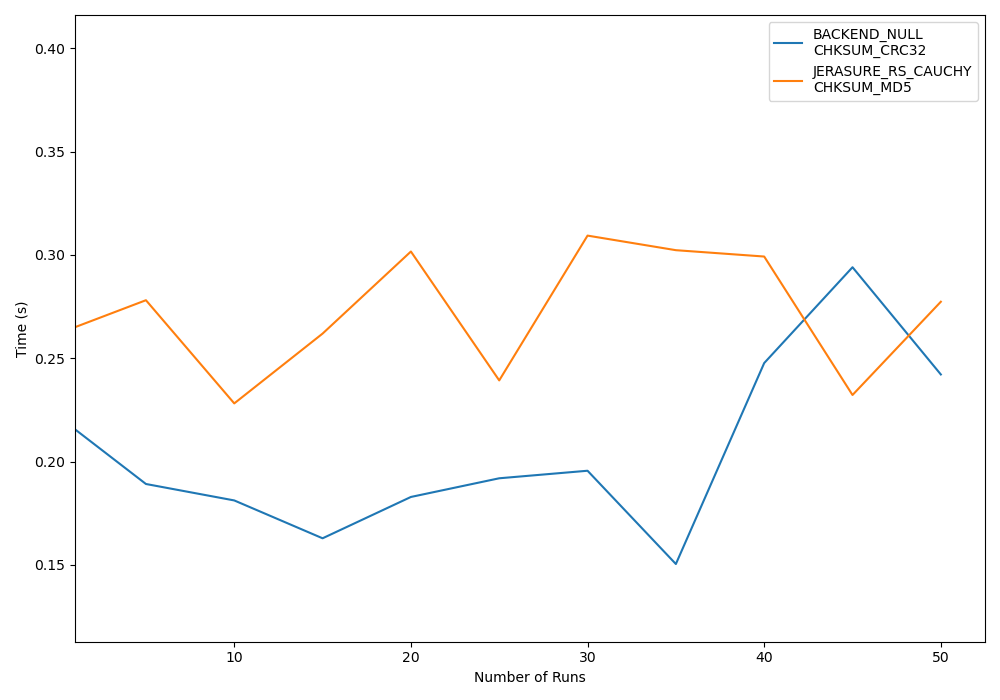 0.40
0.35
0.30
0.25
0.20
0.15
Time (s)
10 20 30 40 50
Number of Runs
BACKEND_NULL
CHKSUM_CRC32
JERASURE_RS_CAUCHY
CHKSUM_MD5